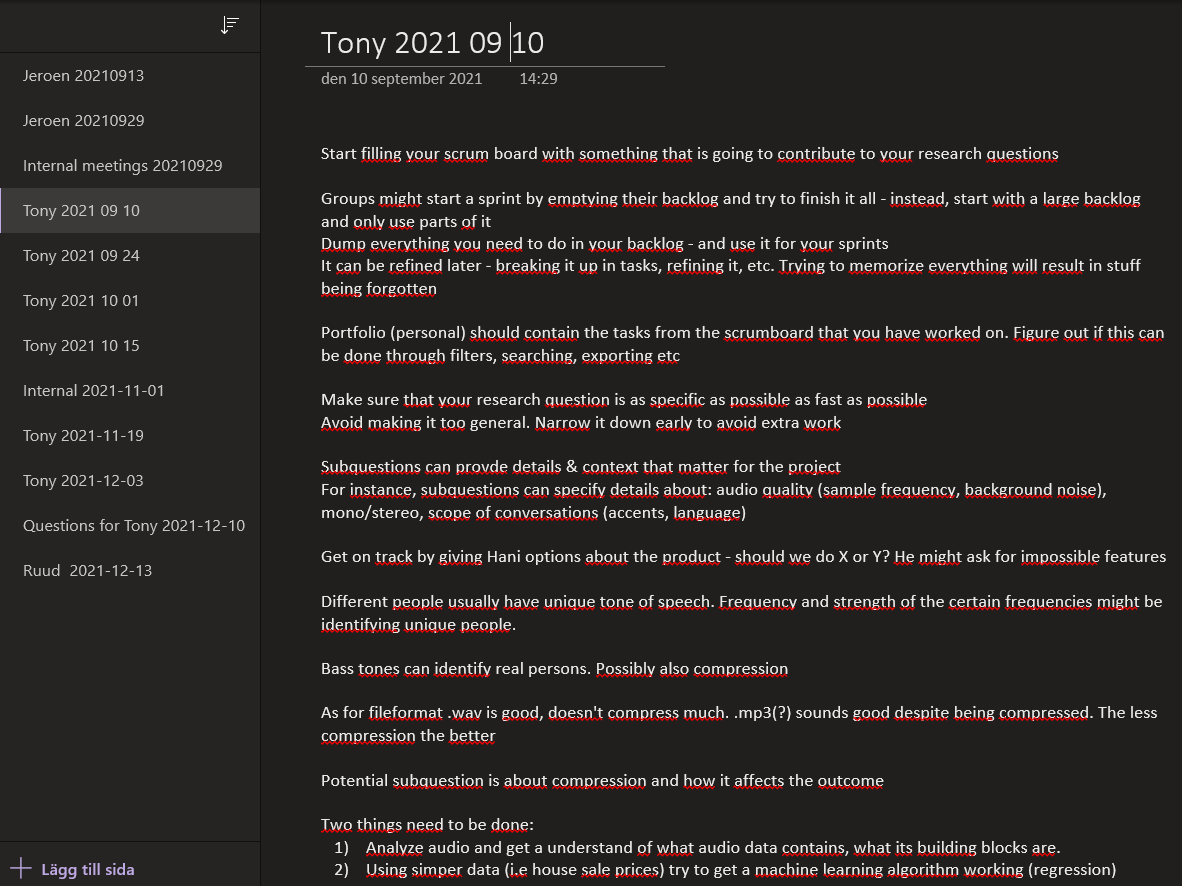 Jeroen 20210913
Jeroen 20210929
Internal meetings 20210929
Tony 2021 09 10
Tony 2021 09 24
Tony 2021 10 01
Tony 2021 10 15
Internal 2021-11-01
Tony 2021-11-19
Tony 2021-12-03
Questions for Tony 2021-12-10
Ruud  2021-12-13
Lägg till sida
Tony 2021 09 10
den 10 september 2021 14:29
Start filling your scrum board with something that is going to contribute to your research questions
Groups might start a sprint by emptying their backlog and try to finish it all - instead, start with a large backlog
and only use parts of it
Dump everything you need to do in your backlog - and use it for your sprints
It can be refined later - breaking it up in tasks, refining it, etc. Trying to memorize everything will result in stuff
being forgotten
Portfolio (personal) should contain the tasks from the scrumboard that you have worked on. Figure out if this can
be done through filters, searching, exporting etc
Make sure that your research question is as specific as possible as fast as possible
Avoid making it too general. Narrow it down early to avoid extra work
Subquestions can provde details & context that matter for the project
For instance, subquestions can specify details about: audio quality (sample frequency, background noise),
mono/stereo, scope of conversations (accents, language)
Get on track by giving Hani options about the product - should we do X or Y? He might ask for impossible features
Different people usually have unique tone of speech. Frequency and strength of the certain frequencies might be
identifying unique people.
Bass tones can identify real persons. Possibly also compression
As for fileformat .wav is good, doesn't compress much. .mp3(?) sounds good despite being compressed. The less
compression the better
Potential subquestion is about compression and how it affects the outcome
Two things need to be done:
1) Analyze audio and get a understand of what audio data contains, what its building blocks are.
2) Using simper data (i.e house sale prices) try to get a machine learning algorithm working (regression)